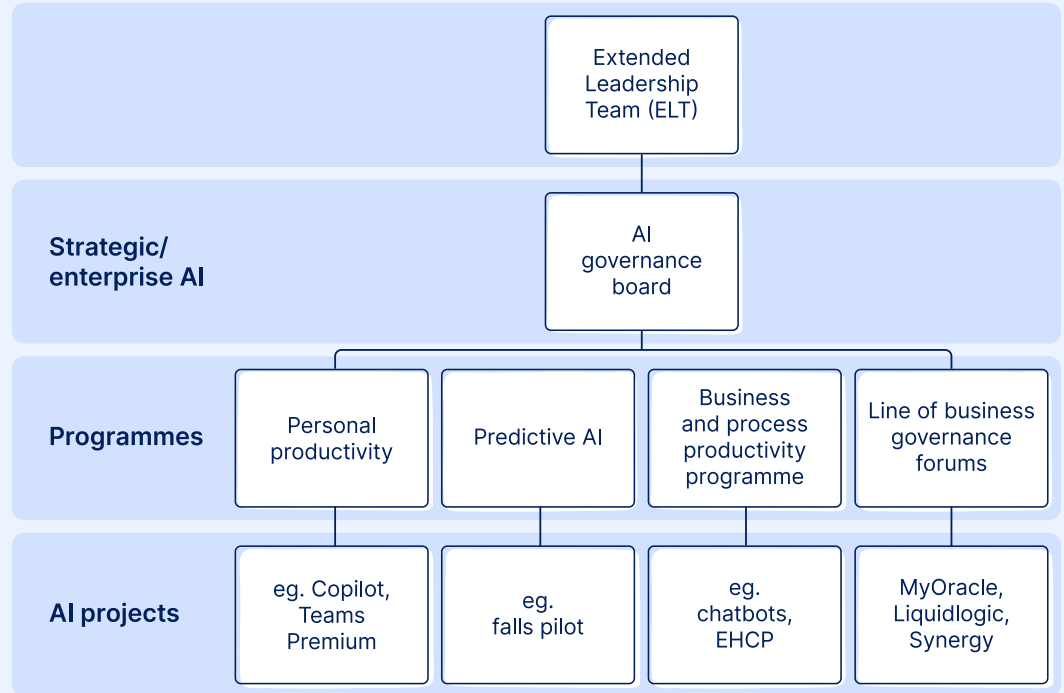 Extended
Leadership
Team (ELT)
Strategic/
enterprise AI
AI
governance
board
Programmes
Personal
productivity
Predictive AI
Business
and process
productivity
programme
Line of business
governance
forums
AI projects
eg. Copilot,
Teams
Premium
eg.
falls pilot
eg.
chatbots,
EHCP
MyOracle,
Liquidlogic,
Synergy